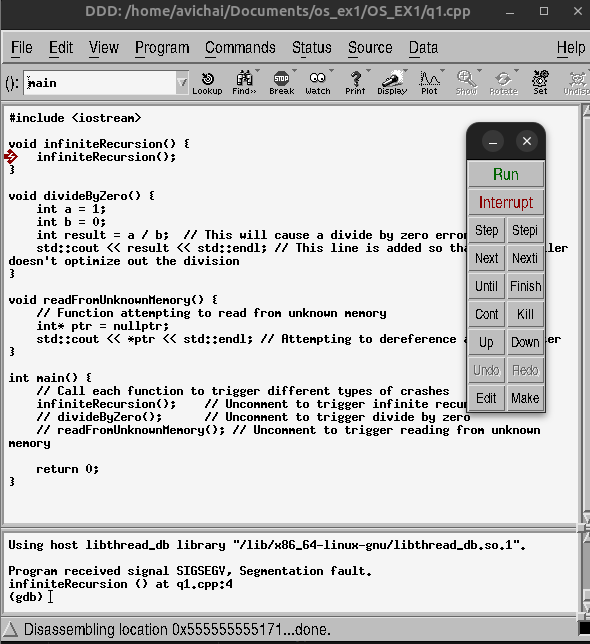 DDD: /home/avichai/Documents/os_ex1/OS_EX1/q1.cpp
File Edit View Program Commands Status Source Data Help
(): main Lookup Find>> Break Watch Print Display Plot Show Rotate Set Undisp
#include <iostream>
void infiniteRecursion() {
infiniteRecursion();
}
void divideByZero() {
int a = 1;
int b = 0;
int result = a / b; // This will cause a divide by zero error
std::cout << result << std::endl; // This line is added so tha ler
doesn't optimize out the division
}
void readFromUnknownMemory() {
// Function attempting to read from unknown memory
int* ptr = nullptr;
std::cout << *ptr << std::endl; // Attempting to dereference a ter
}
int main() {
// Call each function to trigger different types of crashes
infiniteRecursion(); // Uncomment to trigger infinite recur
// divideByZero(); // Uncomment to trigger divide by zero
// readFromUnknownMemory(); // Uncomment to trigger reading from unknown
memory
return 0;
}
Run
Interrupt
Step Stepi
Next Nexti
Until Finish
Cont Kill
Up Down
Undo Redo
Edit Make
Using host libthread_db library "/lib/x86_64-linux-gnu/libthread_db.so.1".
Program received signal SIGSEGV, Segmentation fault.
infiniteRecursion () at q1.cpp:4
(gdb)
Disassembling location 0x555555555171...done.